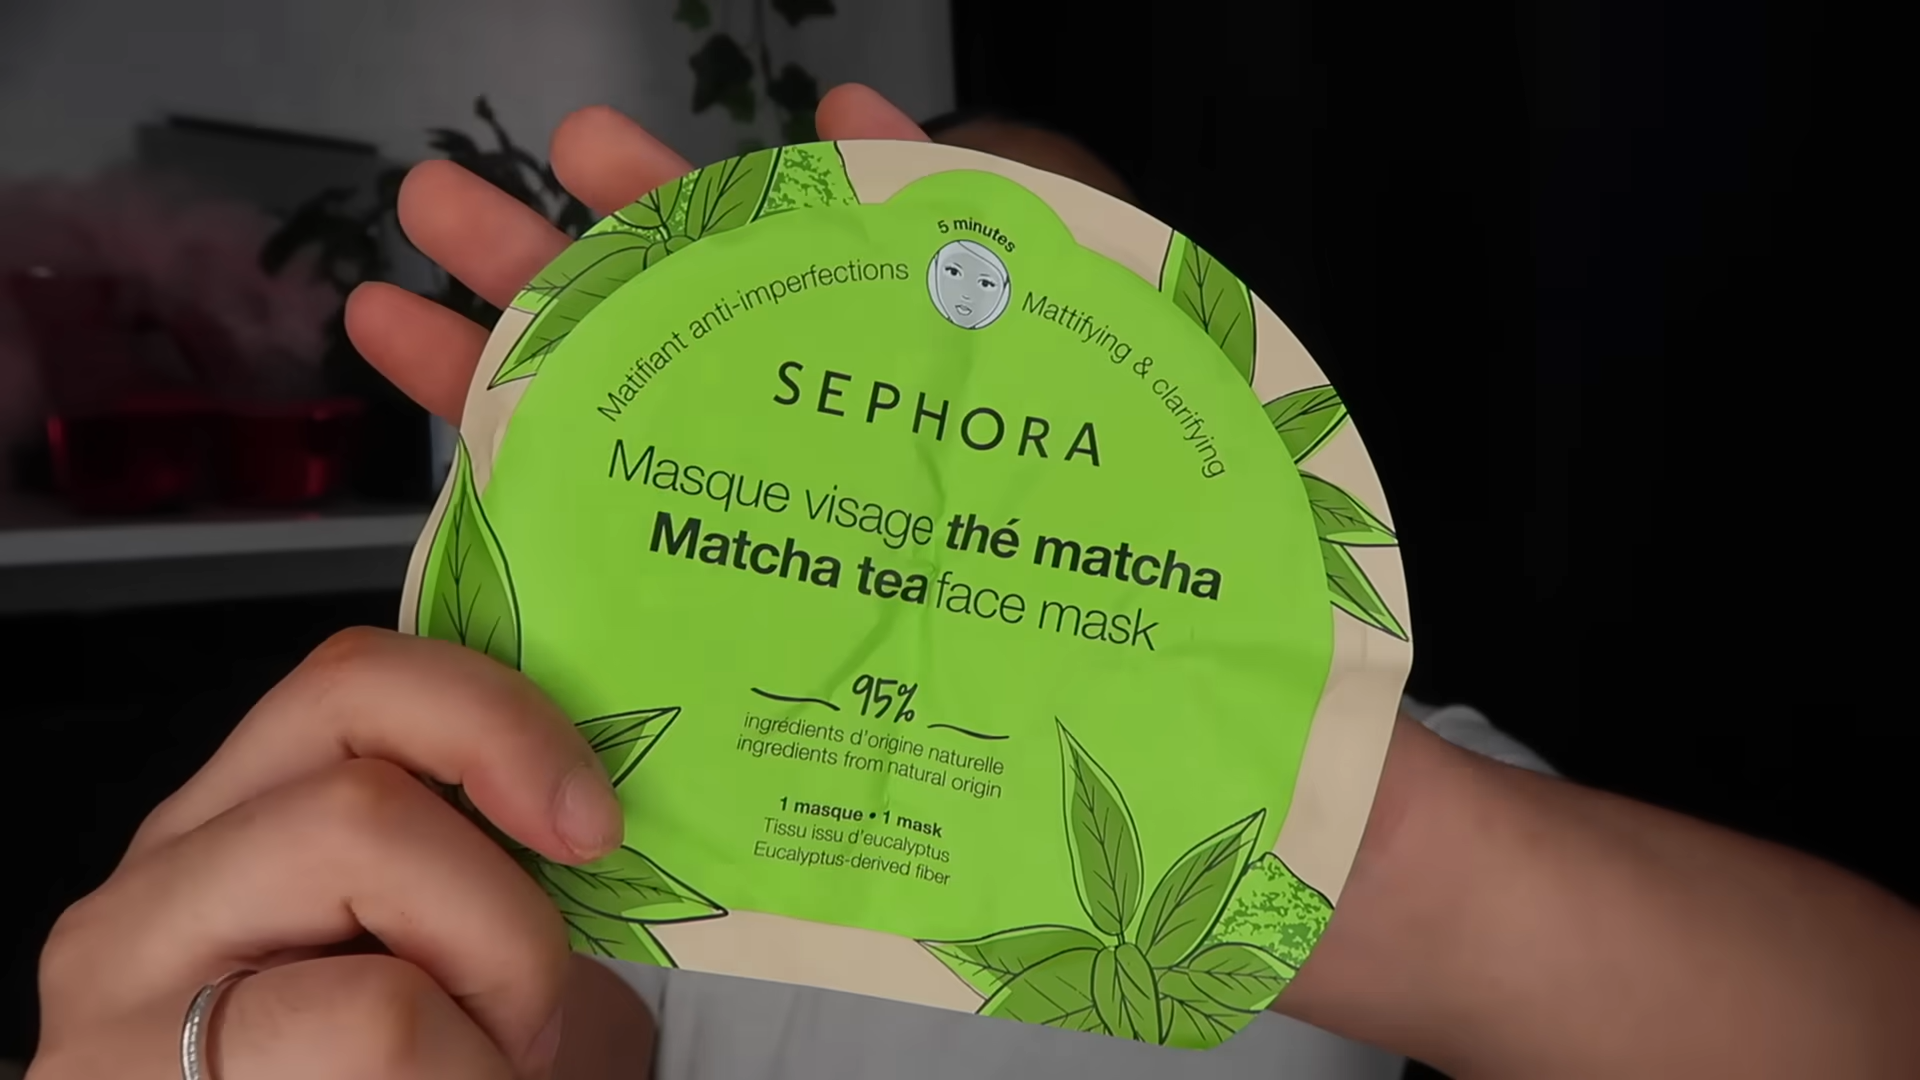 5 minutes
Matifiant anti-imperfections
Mattifying & clarifying
SEPHORA
Masque visage thé matcha
Matcha tea face mask
95%
ingrédients d'origine naturelle
ingredients from natural origin
1 masque • 1 mask
Tissu issu d'eucalyptus
Eucalyptus-derived fiber